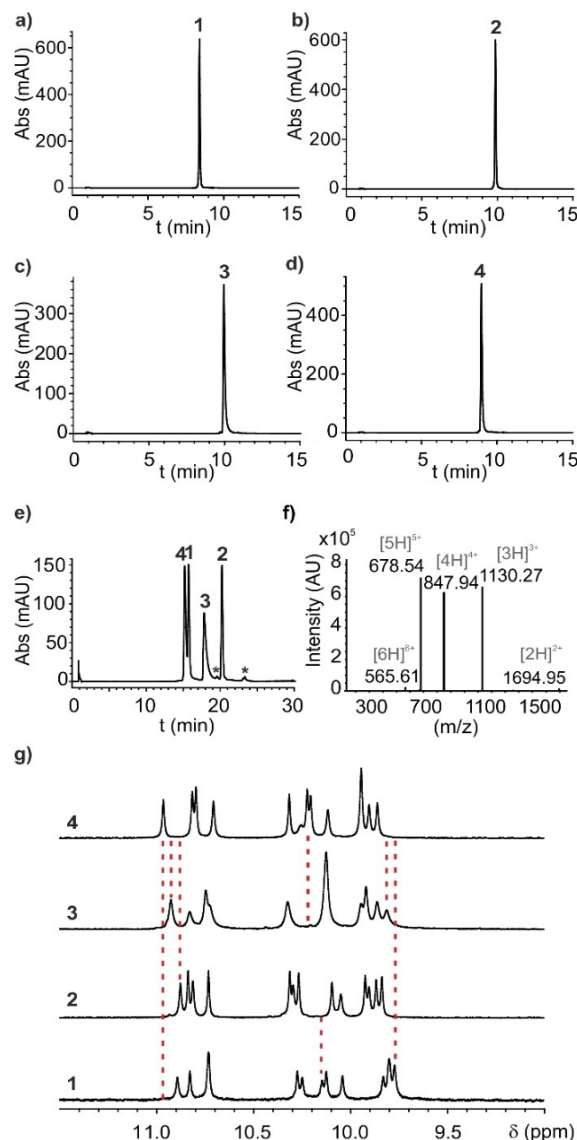 a) 1
Abs (mAU)
600
400
200
0
0 5 10 15
t (min)
b) 2
Abs (mAU)
600
400
200
0
0 5 10 15
t (min)
c) 3
Abs (mAU)
300
200
100
0
0 5 10 15
t (min)
d) 4
Abs (mAU)
400
200
0
0 5 10 15
t (min)
e)
Abs (mAU)
150
100
50
0
4 1 2
3
* *
0 10 20 30
t (min)
f)
x10⁵
Intensity (AU)
8
6
4
2
0
[5H]⁵⁺
678.54
[4H]⁴⁺
847.94
[3H]³⁺
1130.27
[6H]⁶⁺
565.61
[2H]²⁺
1694.95
300 700 1100 1500
(m/z)
g)
4
3
2
1
11.0 10.5 10.0 9.5 δ (ppm)